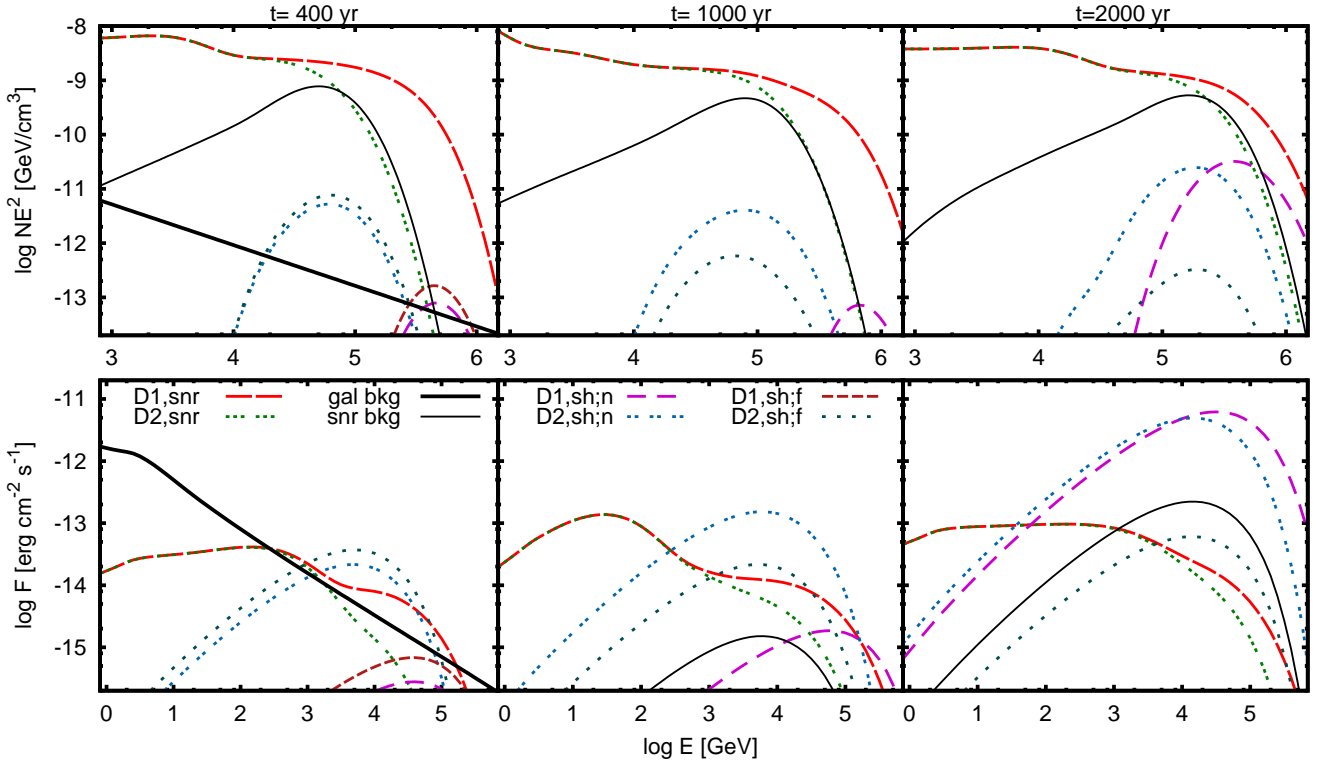 t= 400 yr
t= 1000 yr
t=2000 yr
log NE² [GeV/cm³]
-8
-9
-10
-11
-12
-13
3 4 5 6
3 4 5 6
3 4 5 6
D1,snr
D2,snr
gal bkg
snr bkg
D1,sh;n
D2,sh;n
D1,sh;f
D2,sh;f
log F [erg cm⁻² s⁻¹]
-11
-12
-13
-14
-15
0 1 2 3 4 5
0 1 2 3 4 5
0 1 2 3 4 5
log E [GeV]